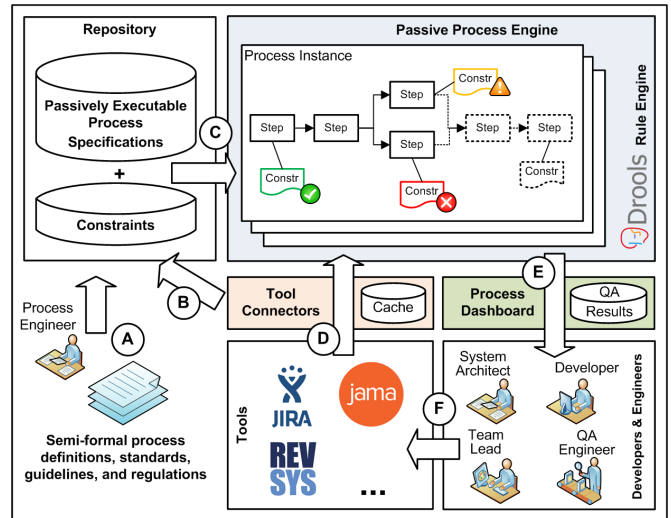 Repository
Passively Executable
Process
Specifications
+
Constraints
C
Passive Process Engine
Process Instance
Step
Step
Step
Step
Step
Step
Constr
Constr
Constr
Constr
Drools Rule Engine
Process
Engineer
A
B
Semi-formal process
definitions, standards,
guidelines, and regulations
Tool
Connectors
Cache
D
Process
Dashboard
QA
Results
E
Tools
JIRA
jama
REV
SYS
...
F
System
Architect
Developer
Team
Lead
QA
Engineer
Developers & Engineers